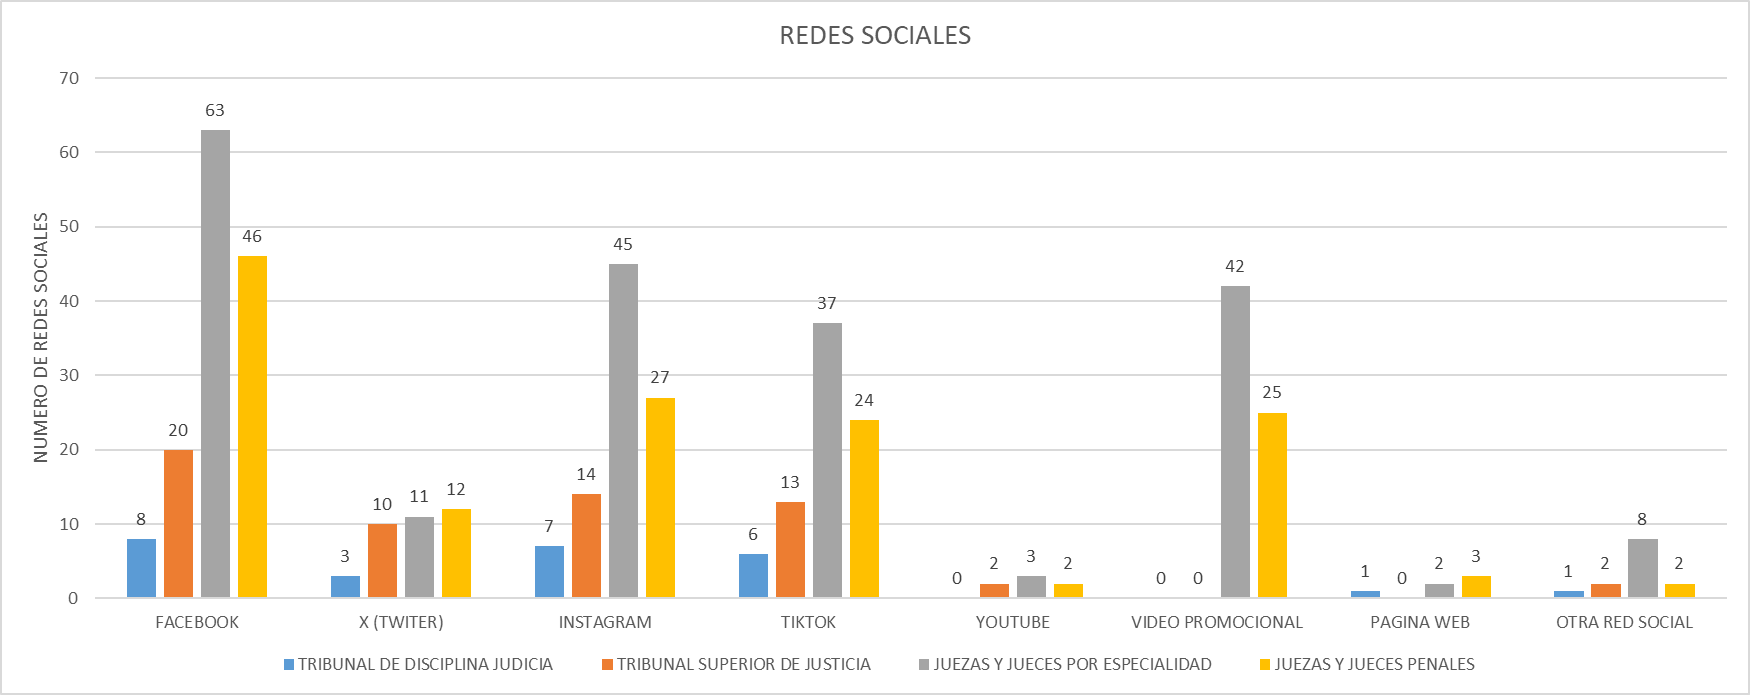 REDES SOCIALES
NUMERO DE REDES SOCIALES
70
60
50
40
30
20
10
0
8 20 63 46
3 10 11 12
7 14 45 27
6 13 37 24
0 2 3 2
0 0 42 25
1 0 2 3
1 2 8 2
FACEBOOK X (TWITER) INSTAGRAM TIKTOK YOUTUBE VIDEO PROMOCIONAL PAGINA WEB OTRA RED SOCIAL
TRIBUNAL DE DISCIPLINA JUDICIA TRIBUNAL SUPERIOR DE JUSTICIA JUEZAS Y JUECES POR ESPECIALIDAD JUEZAS Y JUECES PENALES